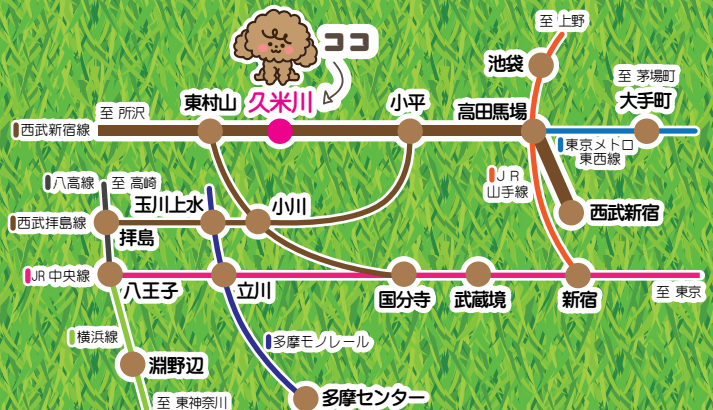 至 上野
ココ
池袋
至 茅場町
大手町
東村山
久米川
小平
高田馬場
至 所沢
西武新宿線
東京メトロ
東西線
JR
山手線
八高線
至 高崎
玉川上水
小川
西武新宿
西武拝島線
拝島
JR中央線
八王子
立川
国分寺
武蔵境
新宿
至 東京
横浜線
多摩モノレール
淵野辺
多摩センター
至 東神奈川